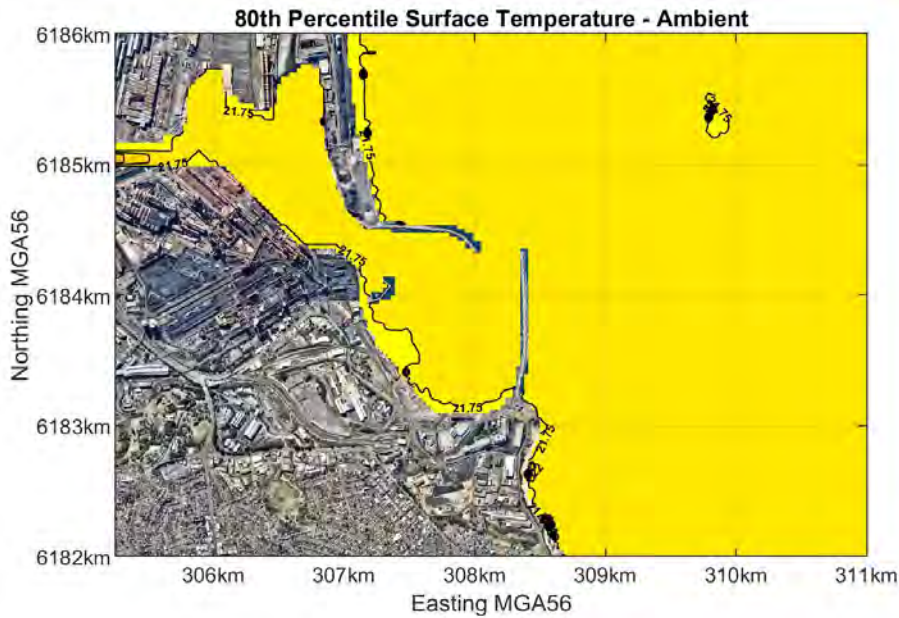 80th Percentile Surface Temperature - Ambient
6186km
6185km
6184km
6183km
6182km
Northing MGA56
21.75
21.75
21.75
21.75
21.75
21.75
306km
307km
308km
309km
310km
311km
Easting MGA56